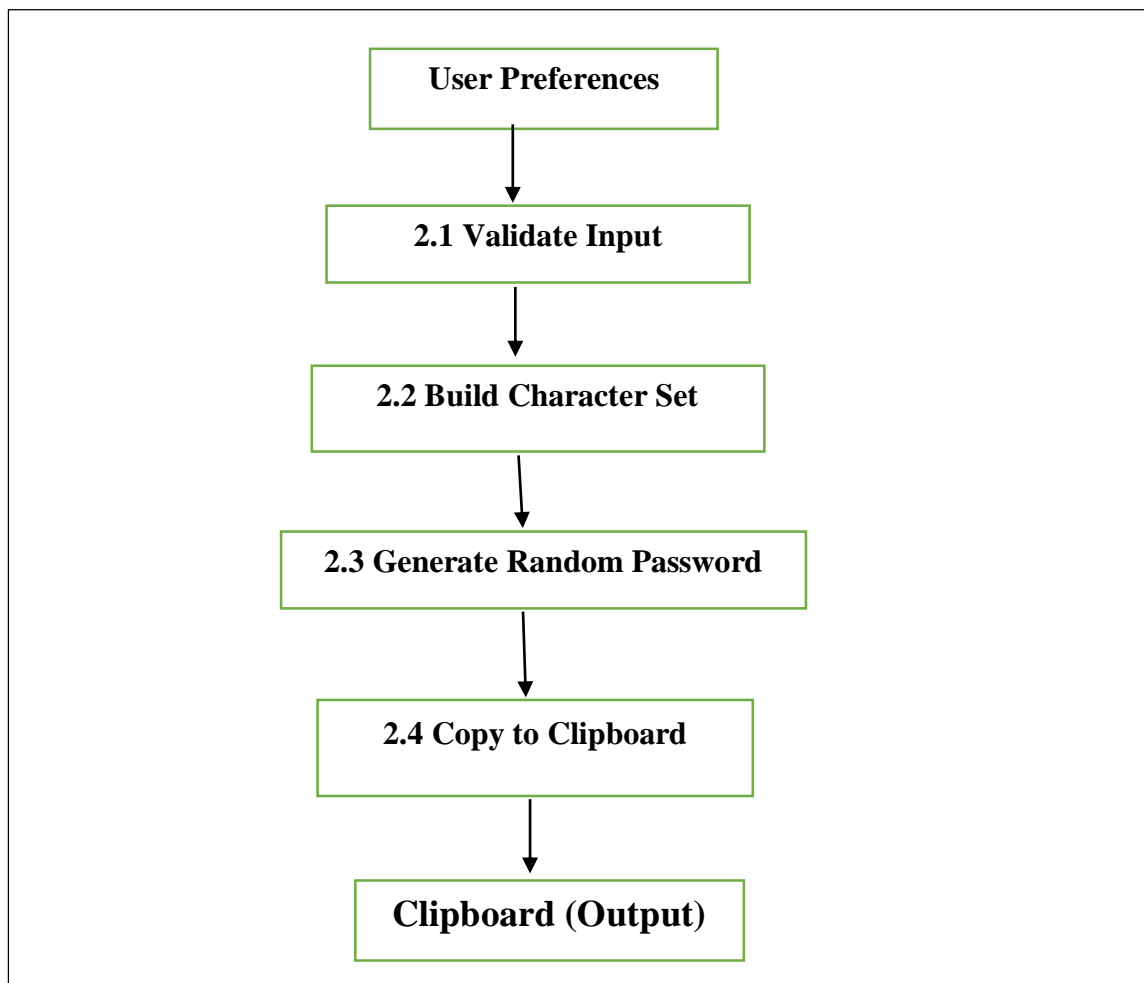 User Preferences
2.1 Validate Input
2.2 Build Character Set
2.3 Generate Random Password
2.4 Copy to Clipboard
Clipboard (Output)